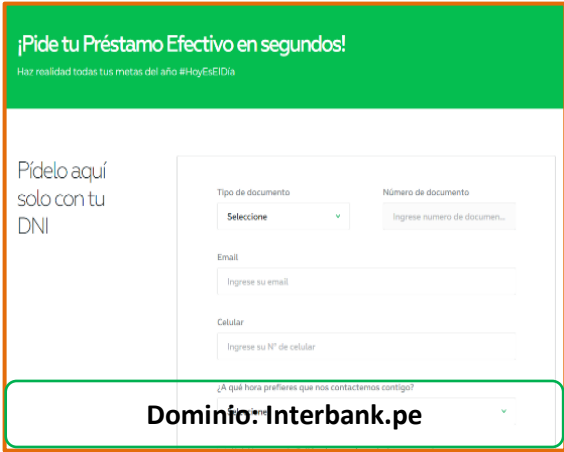 ¡Pide tu Préstamo Efectivo en segundos!
Haz realidad todas tus metas del año #HoyEsElDía
Pídelo aquí
solo con tu
DNI
Tipo de documento
Número de documento
Seleccione
Ingrese numero de documen...
Email
Ingrese su email
Celular
Ingrese su N° de celular
¿A qué hora prefieres que nos contactemos contigo?
Seleccione
Dominio: Interbank.pe